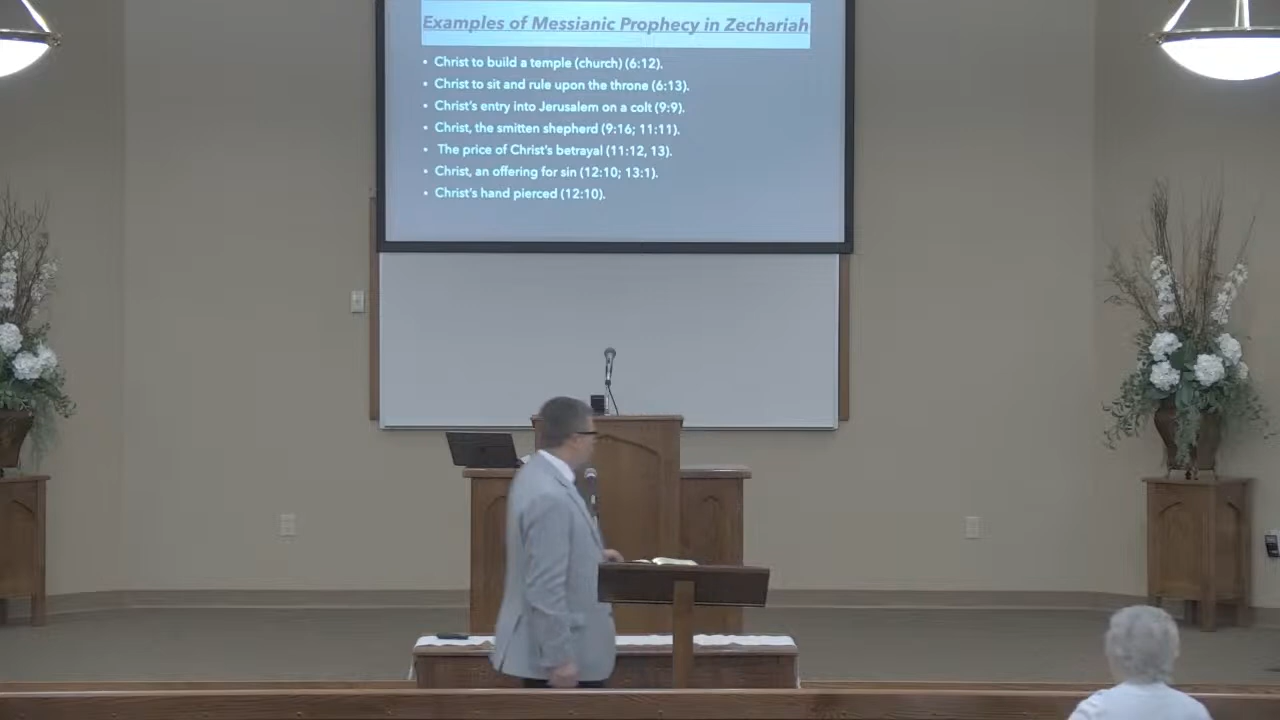 Examples of Messianic Prophecy in Zechariah
• Christ to build a temple (church) (6:12).
• Christ to sit and rule upon the throne (6:13).
• Christ's entry into Jerusalem on a colt (9:9).
• Christ, the smitten shepherd (9:16; 11:11).
• The price of Christ's betrayal (11:12, 13).
• Christ, an offering for sin (12:10; 13:1).
• Christ's hand pierced (12:10).